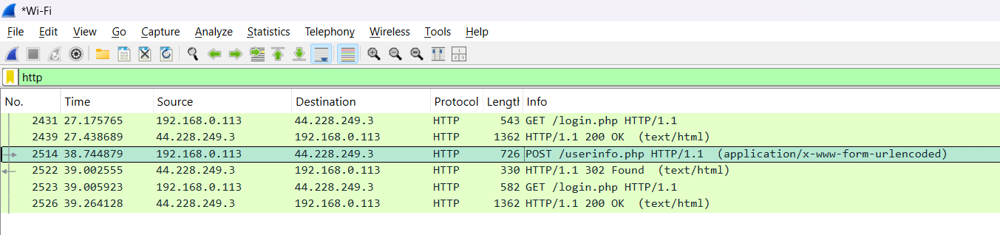 *Wi-Fi
File Edit View Go Capture Analyze Statistics Telephony Wireless Tools Help
http
No. Time Source Destination Protocol Length Info
2431 27.175765 192.168.0.113 44.228.249.3 HTTP 543 GET /login.php HTTP/1.1
2439 27.438689 44.228.249.3 192.168.0.113 HTTP 1362 HTTP/1.1 200 OK (text/html)
2514 38.744879 192.168.0.113 44.228.249.3 HTTP 726 POST /userinfo.php HTTP/1.1 (application/x-www-form-urlencoded)
2522 39.002555 44.228.249.3 192.168.0.113 HTTP 330 HTTP/1.1 302 Found (text/html)
2523 39.005923 192.168.0.113 44.228.249.3 HTTP 582 GET /login.php HTTP/1.1
2526 39.264128 44.228.249.3 192.168.0.113 HTTP 1362 HTTP/1.1 200 OK (text/html)